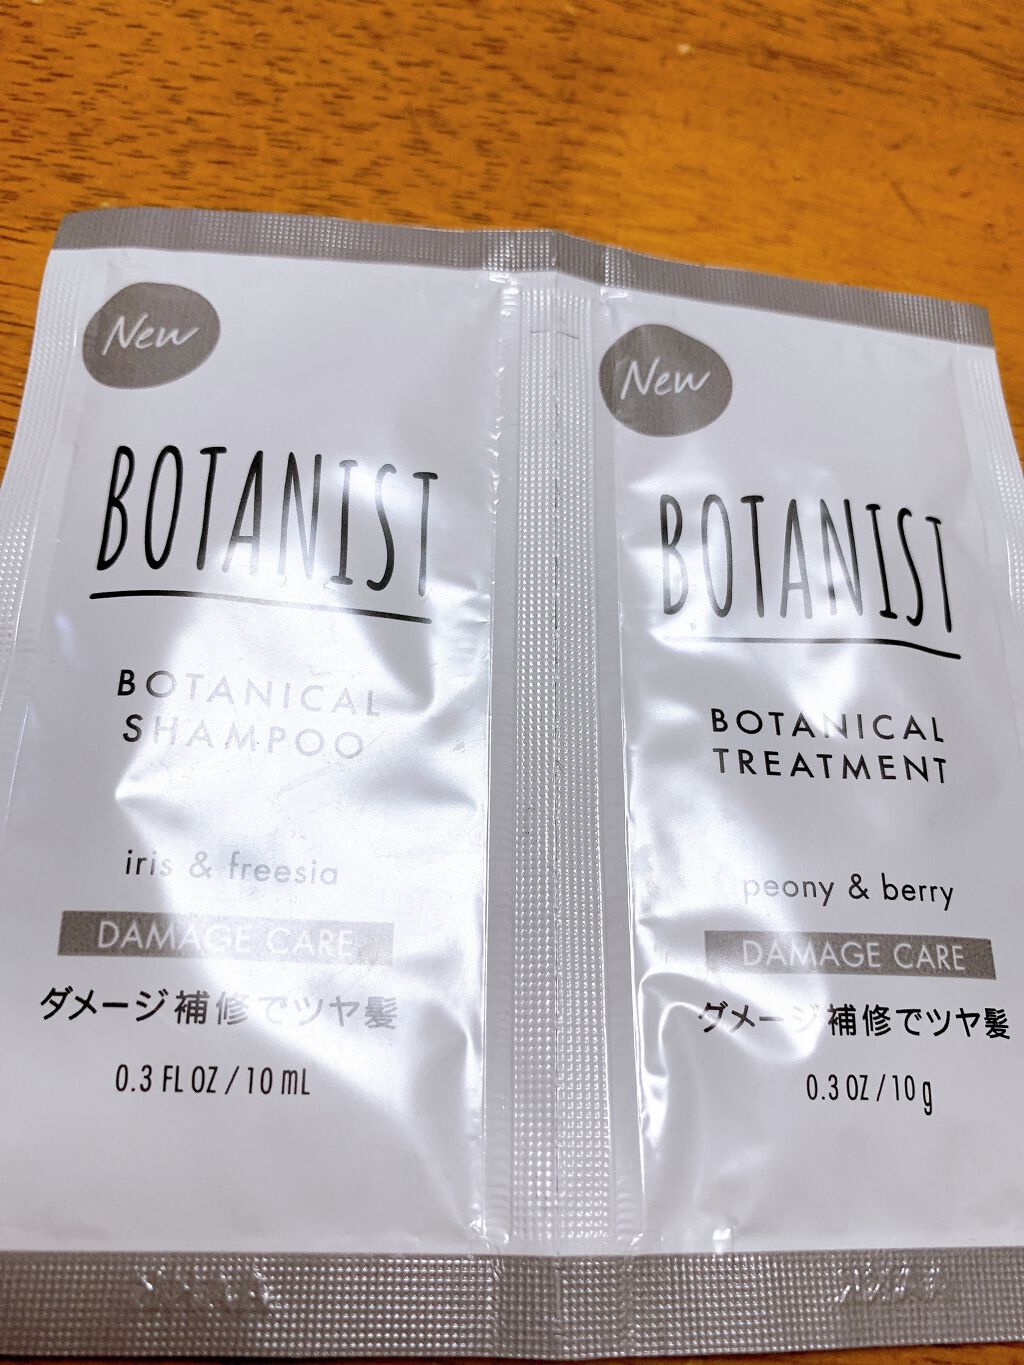 New
BOTANIST
BOTANICAL
SHAMPOO
iris & freesia
DAMAGE CARE
ダメージ補修でツヤ髪
0.3 FL OZ / 10 mL
New
BOTANIST
BOTANICAL
TREATMENT
peony & berry
DAMAGE CARE
ダメージ補修でツヤ髪
0.3 OZ / 10 g